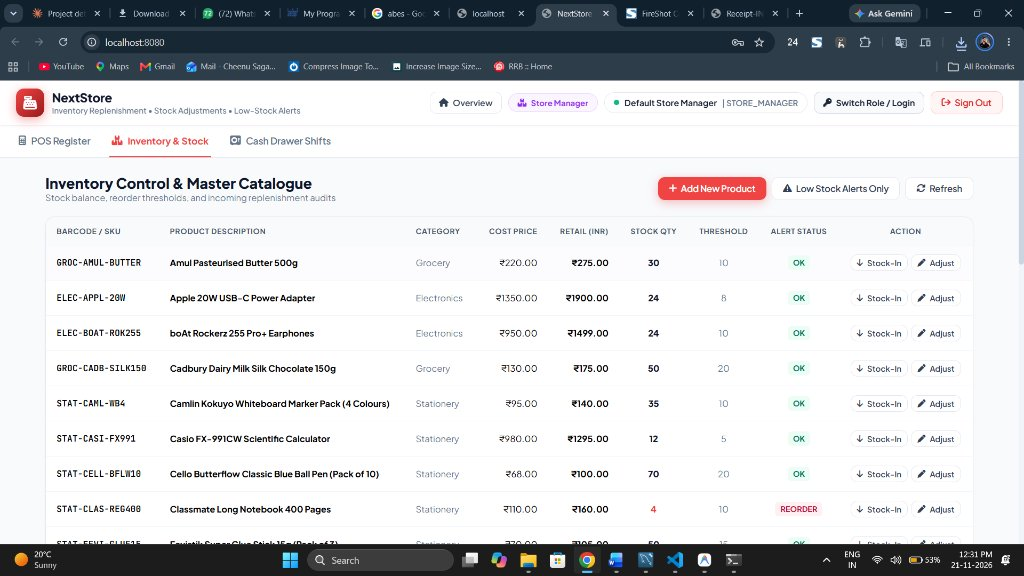 Project det
Download
(72) What
My Progra
abes - Goo
localhost
NextStore
FireShot C
Receipt-IN
Ask Gemini
localhost:8080
24
YouTube
Maps
Gmail
Mail - Cheenu Saga...
Compress Image To...
Increase Image Size...
RRB :: Home
All Bookmarks
NextStore
Inventory Replenishment • Stock Adjustments • Low-Stock Alerts
Overview
Store Manager
Default Store Manager | STORE_MANAGER
Switch Role / Login
Sign Out
POS Register
Inventory & Stock
Cash Drawer Shifts
Inventory Control & Master Catalogue
Stock balance, reorder thresholds, and incoming replenishment audits
+ Add New Product
Low Stock Alerts Only
Refresh
BARCODE / SKU PRODUCT DESCRIPTION CATEGORY COST PRICE RETAIL (INR) STOCK QTY THRESHOLD ALERT STATUS ACTION
GROC-AMUL-BUTTER Amul Pasteurised Butter 500g Grocery ₹220.00 ₹275.00 30 10 OK Stock-In Adjust
ELEC-APPL-20W Apple 20W USB-C Power Adapter Electronics ₹1350.00 ₹1900.00 24 8 OK Stock-In Adjust
ELEC-BOAT-ROK255 boAt Rockerz 255 Pro+ Earphones Electronics ₹950.00 ₹1499.00 24 10 OK Stock-In Adjust
GROC-CADB-SILK150 Cadbury Dairy Milk Silk Chocolate 150g Grocery ₹130.00 ₹175.00 50 20 OK Stock-In Adjust
STAT-CAML-WB4 Camlin Kokuyo Whiteboard Marker Pack (4 Colours) Stationery ₹95.00 ₹140.00 35 10 OK Stock-In Adjust
STAT-CASI-FX991 Casio FX-991CW Scientific Calculator Stationery ₹980.00 ₹1295.00 12 5 OK Stock-In Adjust
STAT-CELL-BFLW10 Cello Butterflow Classic Blue Ball Pen (Pack of 10) Stationery ₹68.00 ₹100.00 70 20 OK Stock-In Adjust
STAT-CLAS-REG400 Classmate Long Notebook 400 Pages Stationery ₹110.00 ₹160.00 4 10 REORDER Stock-In Adjust
20°C
Sunny
Search
ENG
IN
53%
12:31 PM
21-11-2026